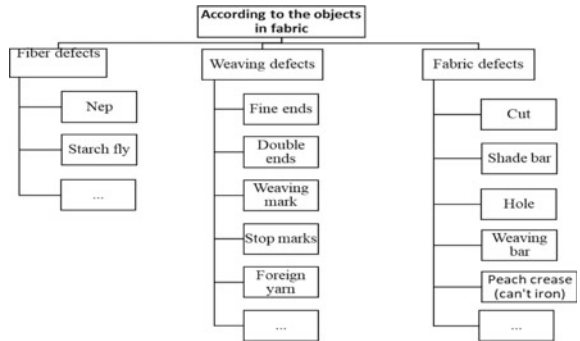 According to the objects
in fabric
Fiber defects
Nep
Starch fly
...
Weaving defects
Fine ends
Double
ends
Weaving
mark
Stop marks
Foreign
yarn
...
Fabric defects
Cut
Shade bar
Hole
Weaving
bar
Peach crease
(can't iron)
...